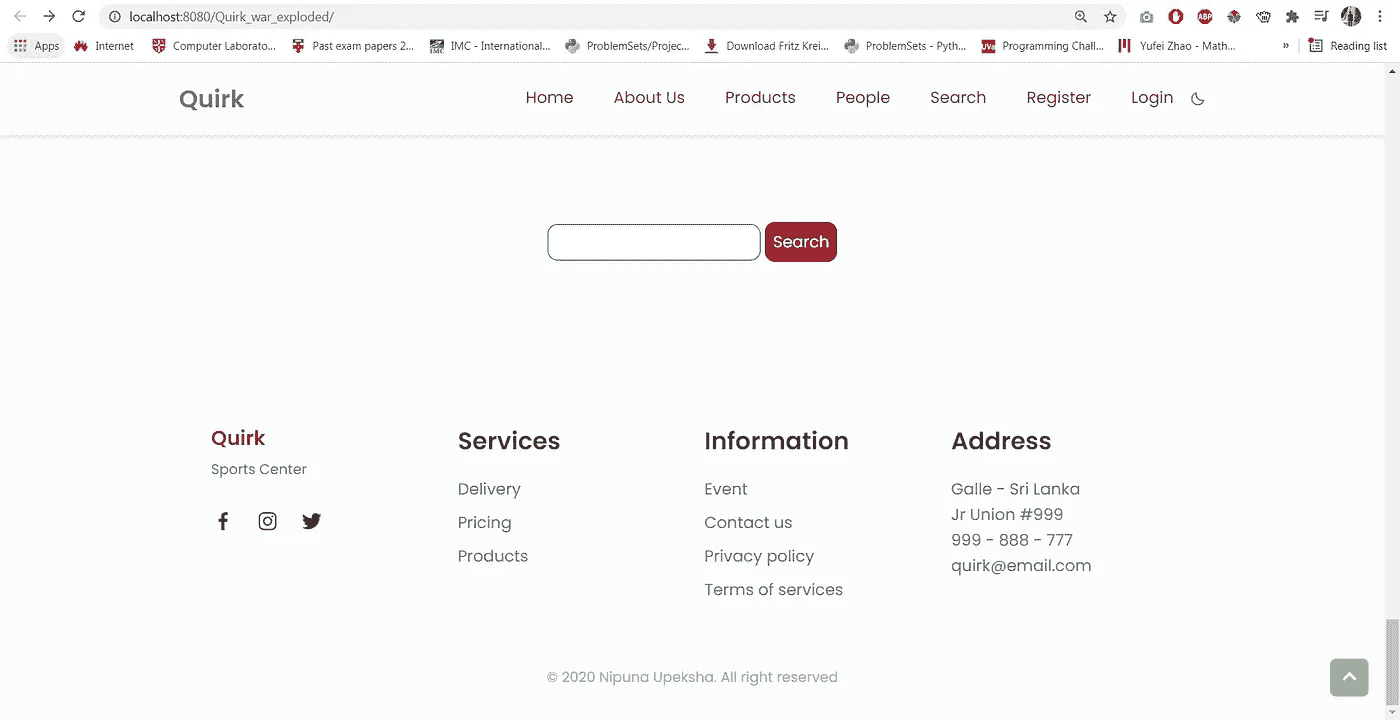 localhost:8080/Quirk_war_exploded/
Apps Internet Computer Laborato... Past exam papers 2... IMC - International... ProblemSets/Projec... Download Fritz Krei... ProblemSets - Pyth... Programming Chall... Yufei Zhao - Math... » Reading list
Quirk Home About Us Products People Search Register Login
Search
Quirk
Sports Center
Services
Delivery
Pricing
Products
Information
Event
Contact us
Privacy policy
Terms of services
Address
Galle - Sri Lanka
Jr Union #999
999 - 888 - 777
quirk@email.com
© 2020 Nipuna Upeksha. All right reserved